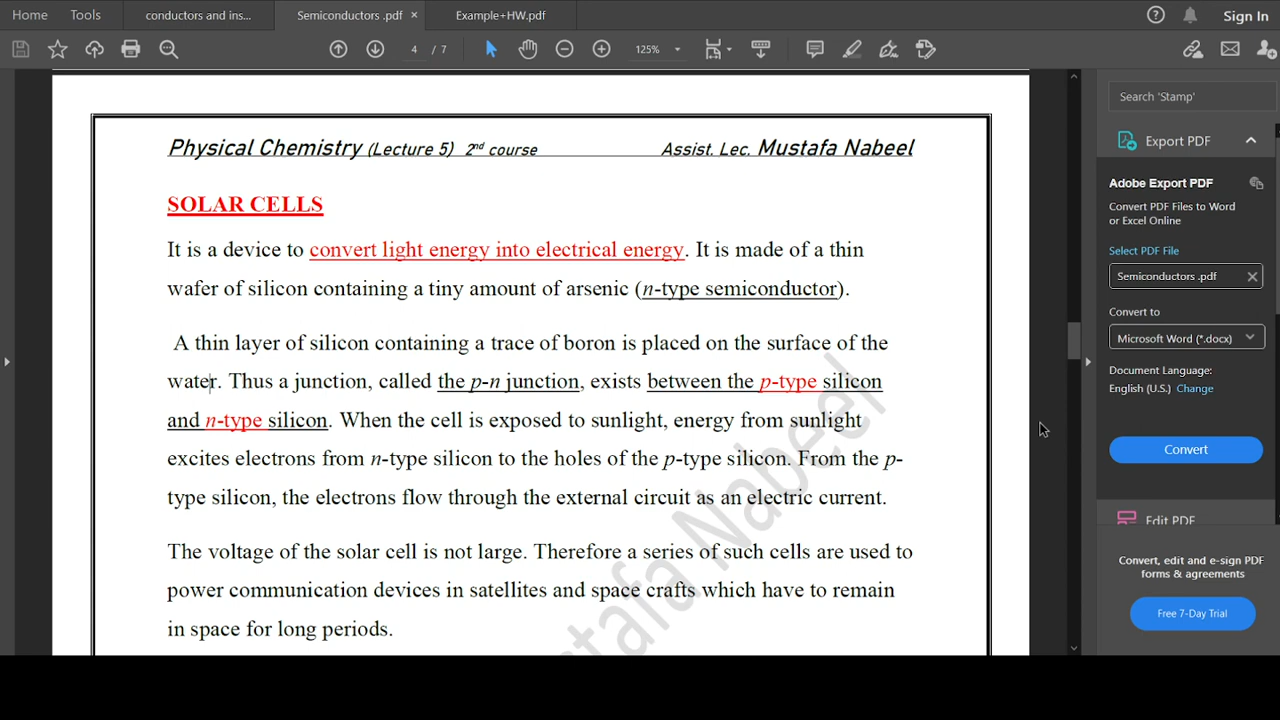 Home Tools conductors and ins... Semiconductors .pdf × Example+HW.pdf Sign In
4 / 7 125%
Search 'Stamp'
Export PDF
Adobe Export PDF
Convert PDF Files to Word
or Excel Online
Select PDF File
Semiconductors .pdf
Convert to
Microsoft Word (*.docx)
Document Language:
English (U.S.) Change
Convert
Edit PDF
Convert, edit and e-sign PDF
forms & agreements
Free 7-Day Trial
Physical Chemistry (Lecture 5) 2nd course Assist. Lec. Mustafa Nabeel
SOLAR CELLS
It is a device to convert light energy into electrical energy. It is made of a thin
wafer of silicon containing a tiny amount of arsenic (n-type semiconductor).
A thin layer of silicon containing a trace of boron is placed on the surface of the
water. Thus a junction, called the p-n junction, exists between the p-type silicon
and n-type silicon. When the cell is exposed to sunlight, energy from sunlight
excites electrons from n-type silicon to the holes of the p-type silicon. From the p-
type silicon, the electrons flow through the external circuit as an electric current.
The voltage of the solar cell is not large. Therefore a series of such cells are used to
power communication devices in satellites and space crafts which have to remain
in space for long periods.
stafa Nabeel